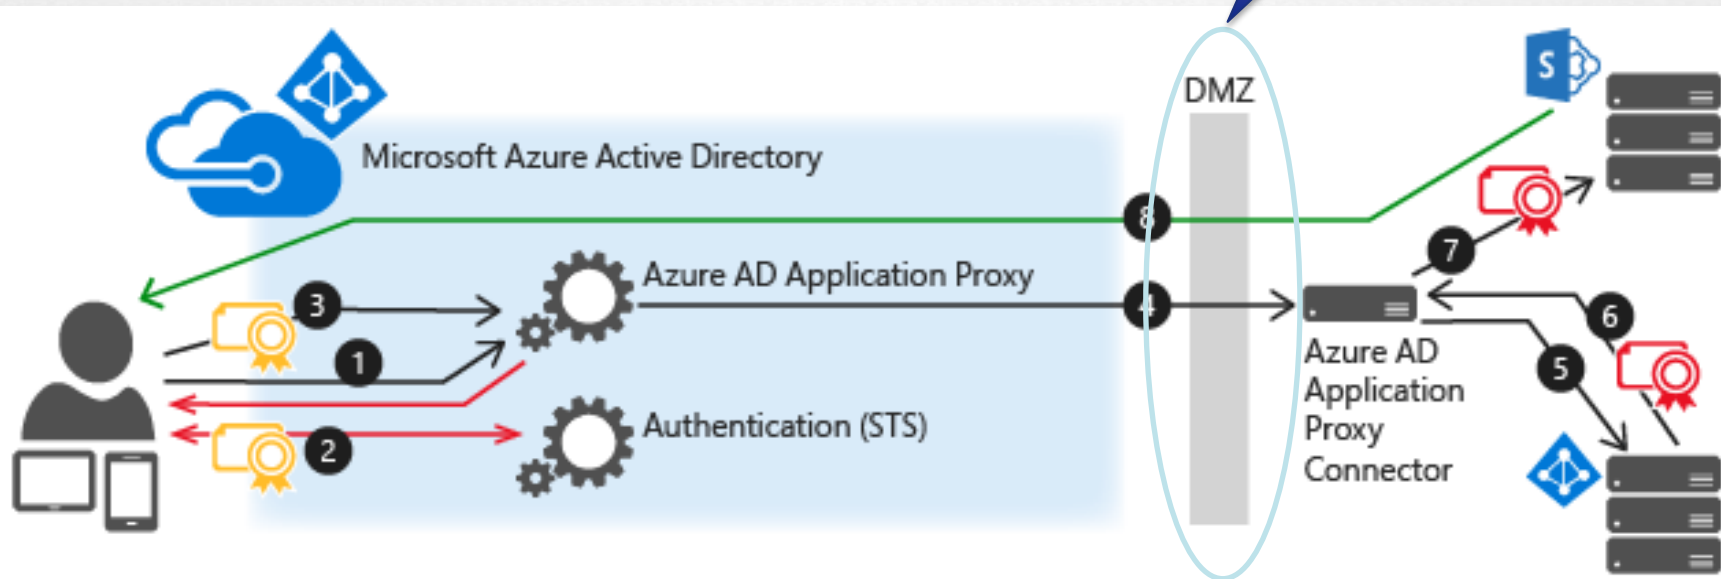 DMZ
S
Microsoft Azure Active Directory
8
7
3
Azure AD Application Proxy
4
6
1
Azure AD
Application
Proxy
Connector
5
2
Authentication (STS)